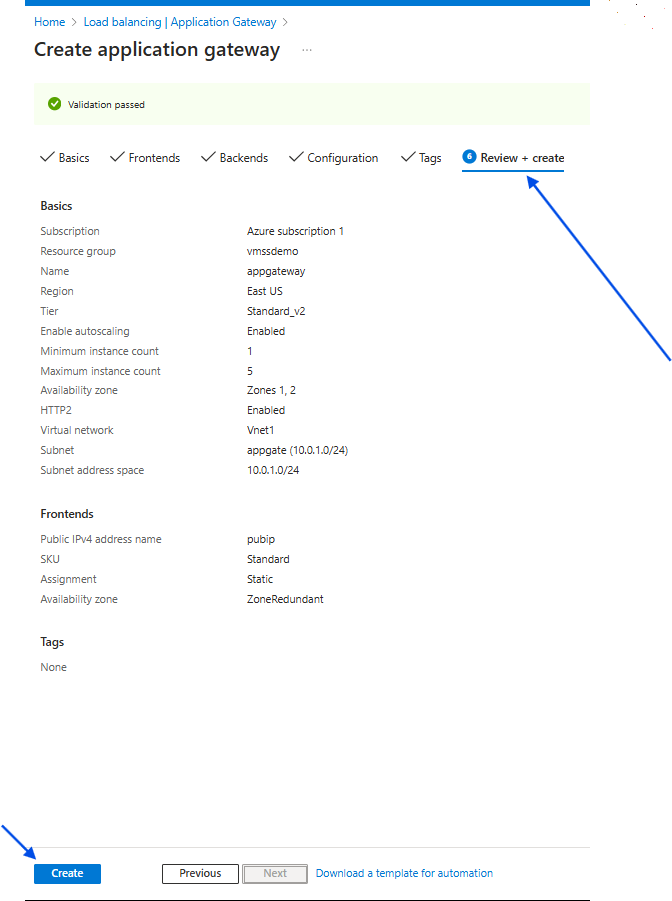 Home > Load balancing | Application Gateway >
Create application gateway ...
Validation passed
Basics Frontends Backends Configuration Tags 6 Review + create
Basics
Subscription Azure subscription 1
Resource group vmssdemo
Name appgateway
Region East US
Tier Standard_v2
Enable autoscaling Enabled
Minimum instance count 1
Maximum instance count 5
Availability zone Zones 1, 2
HTTP2 Enabled
Virtual network Vnet1
Subnet appgate (10.0.1.0/24)
Subnet address space 10.0.1.0/24
Frontends
Public IPv4 address name pubip
SKU Standard
Assignment Static
Availability zone ZoneRedundant
Tags
None
Create Previous Next Download a template for automation